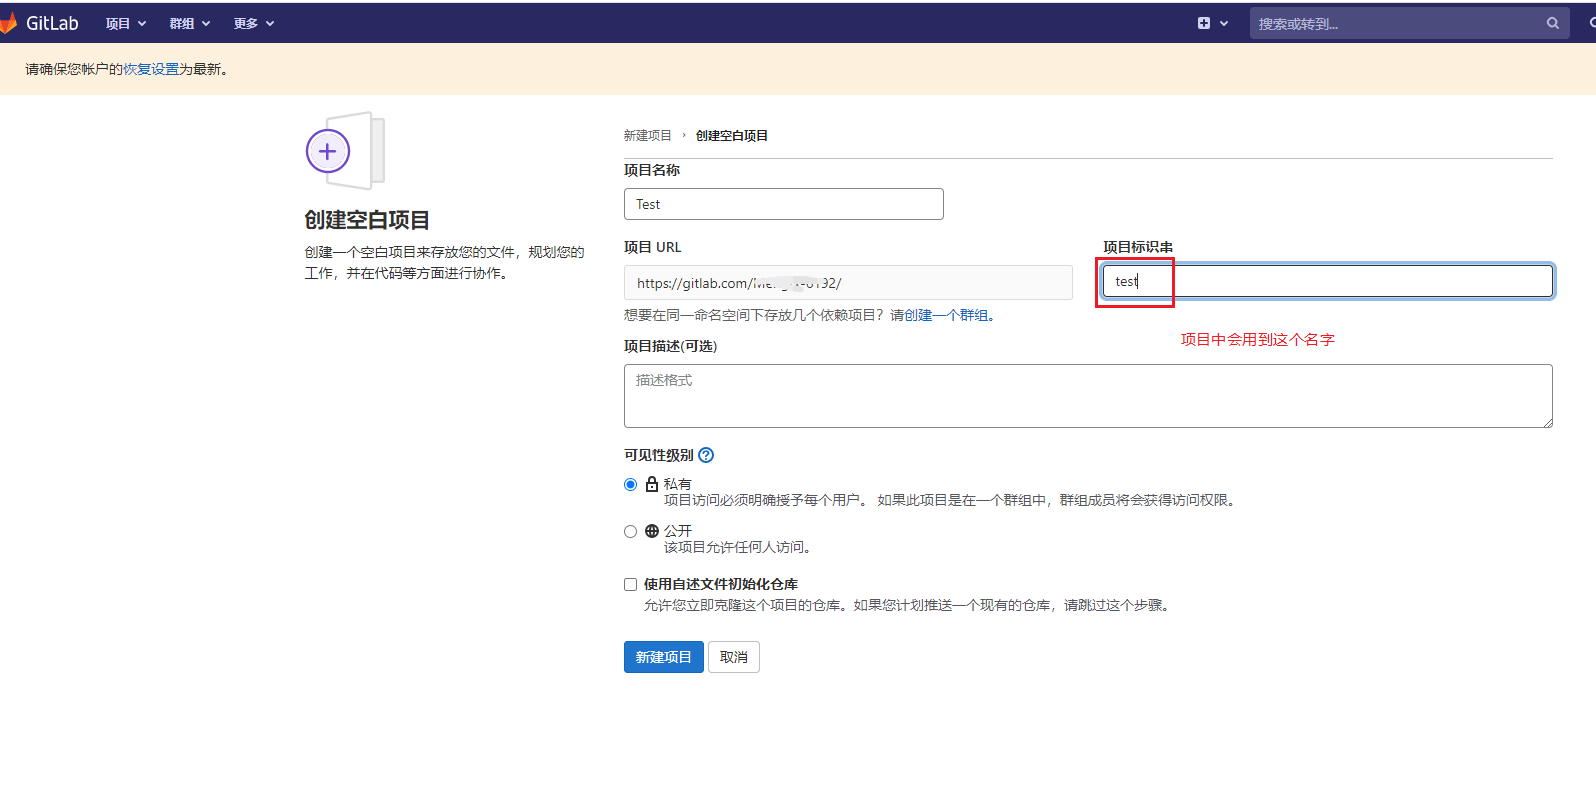 GitLab 项目 群组 更多 搜索或转到...
请确保您帐户的恢复设置为最新。
新建项目 › 创建空白项目
创建空白项目
创建一个空白项目来存放您的文件，规划您的
工作，并在代码等方面进行协作。
项目名称
Test
项目 URL
https://gitlab.com/
项目标识串
test
想要在同一命名空间下存放几个依赖项目？请创建一个群组。
项目中会用到这个名字
项目描述(可选)
描述格式
可见性级别
私有
项目访问必须明确授予每个用户。 如果此项目是在一个群组中，群组成员将会获得访问权限。
公开
该项目允许任何人访问。
使用自述文件初始化仓库
允许您立即克隆这个项目的仓库。如果您计划推送一个现有的仓库，请跳过这个步骤。
新建项目 取消